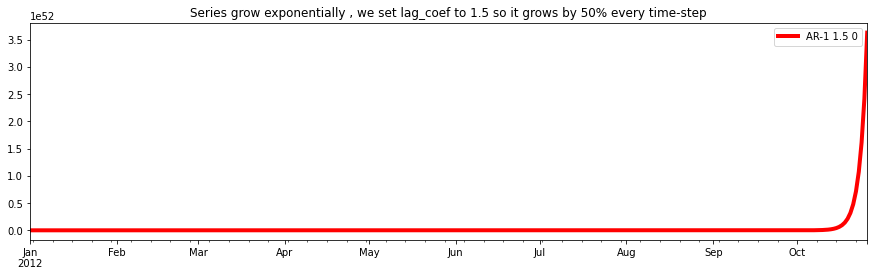 Series grow exponentially , we set lag_coef to 1.5 so it grows by 50% every time-step
1e52
AR-1 1.5 0
3.5
3.0
2.5
2.0
1.5
1.0
0.5
0.0
Jan Feb Mar Apr May Jun Jul Aug Sep Oct
2012